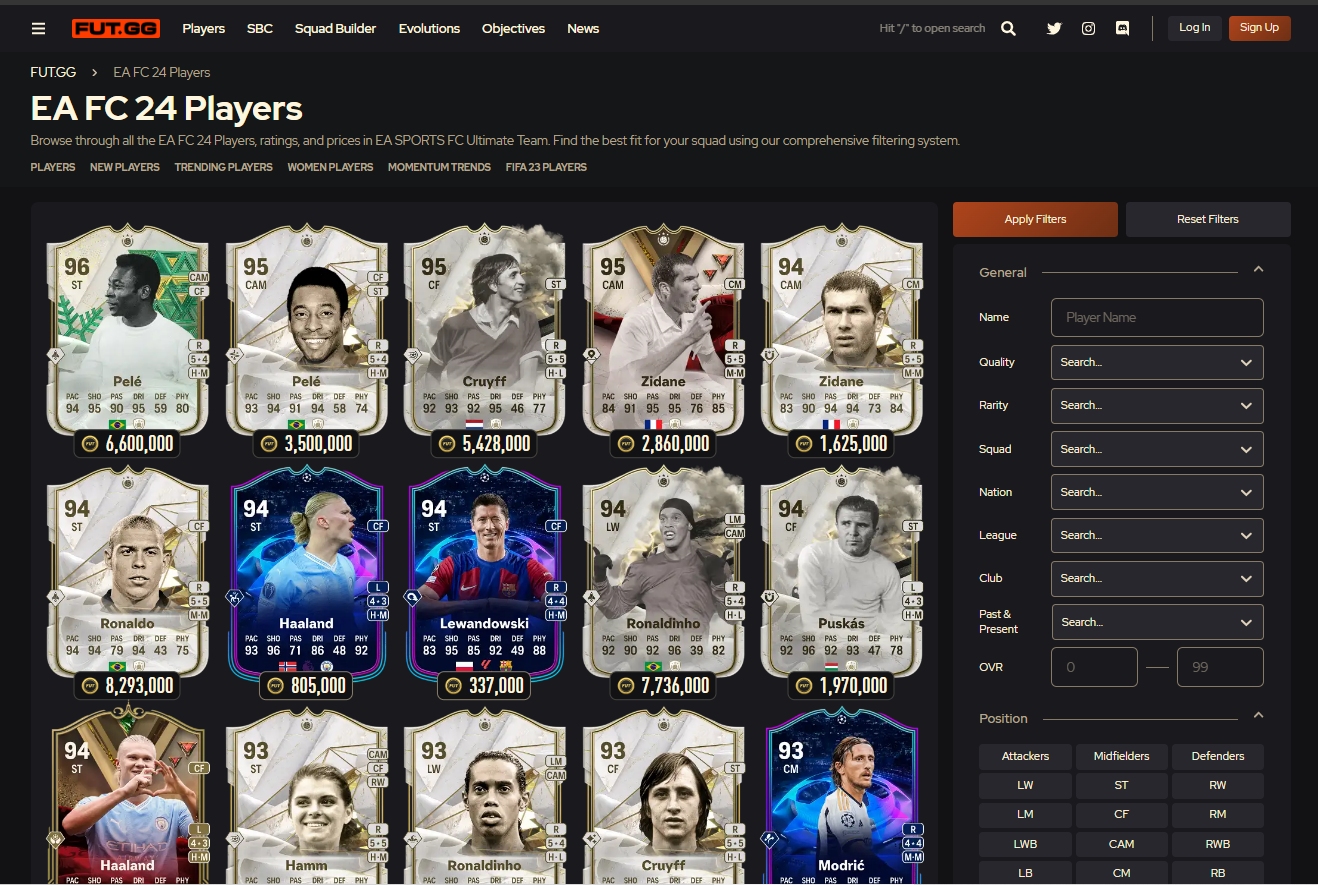 FUT.GG Players SBC Squad Builder Evolutions Objectives News Hit "/" to open search Log In Sign Up
FUT.GG > EA FC 24 Players
EA FC 24 Players
Browse through all the EA FC 24 Players, ratings, and prices in EA SPORTS FC Ultimate Team. Find the best fit for your squad using our comprehensive filtering system.
PLAYERS NEW PLAYERS TRENDING PLAYERS WOMEN PLAYERS MOMENTUM TRENDS FIFA 23 PLAYERS
96
ST
CAM
CF
R
5•4
H•M
Pelé
PAC SHO PAS DRI DEF PHY
94 95 90 95 59 80
6,600,000
95
CAM
CF
ST
R
5•4
H•M
Pelé
PAC SHO PAS DRI DEF PHY
93 94 91 94 58 74
3,500,000
95
CF
ST
R
5•5
H•L
Cruyff
PAC SHO PAS DRI DEF PHY
92 93 92 95 46 77
5,428,000
95
CAM
CM
R
5•5
M•M
Zidane
PAC SHO PAS DRI DEF PHY
84 91 95 95 76 85
2,860,000
94
CAM
CM
R
5•5
M•M
Zidane
PAC SHO PAS DRI DEF PHY
83 90 94 94 73 84
1,625,000
94
ST
CF
R
5•5
M•M
Ronaldo
PAC SHO PAS DRI DEF PHY
94 94 79 94 43 75
8,293,000
94
ST
CF
L
4•3
H•M
Haaland
PAC SHO PAS DRI DEF PHY
93 96 71 86 48 92
805,000
94
ST
CF
R
4•4
H•M
Lewandowski
PAC SHO PAS DRI DEF PHY
83 95 85 92 49 88
337,000
94
LW
LM
CAM
R
5•4
H•L
Ronaldinho
PAC SHO PAS DRI DEF PHY
92 90 92 96 39 82
7,736,000
94
CF
ST
L
4•3
H•M
Puskás
PAC SHO PAS DRI DEF PHY
92 96 92 93 47 78
1,970,000
94
ST
CF
L
4•3
H•M
ETIHAD
Haaland
PAC SHO PAS DRI DEF PHY
93
ST
CAM
CF
RW
R
5•5
H•M
Hamm
PAC SHO PAS DRI DEF PHY
93
LW
LM
CAM
R
5•4
H•L
Ronaldinho
PAC SHO PAS DRI DEF PHY
93
CF
ST
R
5•5
H•L
Cruyff
PAC SHO PAS DRI DEF PHY
93
CM
R
4•4
M•M
Modrić
PAC SHO PAS DRI DEF PHY
Apply Filters Reset Filters
General
Name Player Name
Quality Search...
Rarity Search...
Squad Search...
Nation Search...
League Search...
Club Search...
Past &
Present Search...
OVR 0 — 99
Position
Attackers Midfielders Defenders
LW ST RW
LM CF RM
LWB CAM RWB
LB CM RB